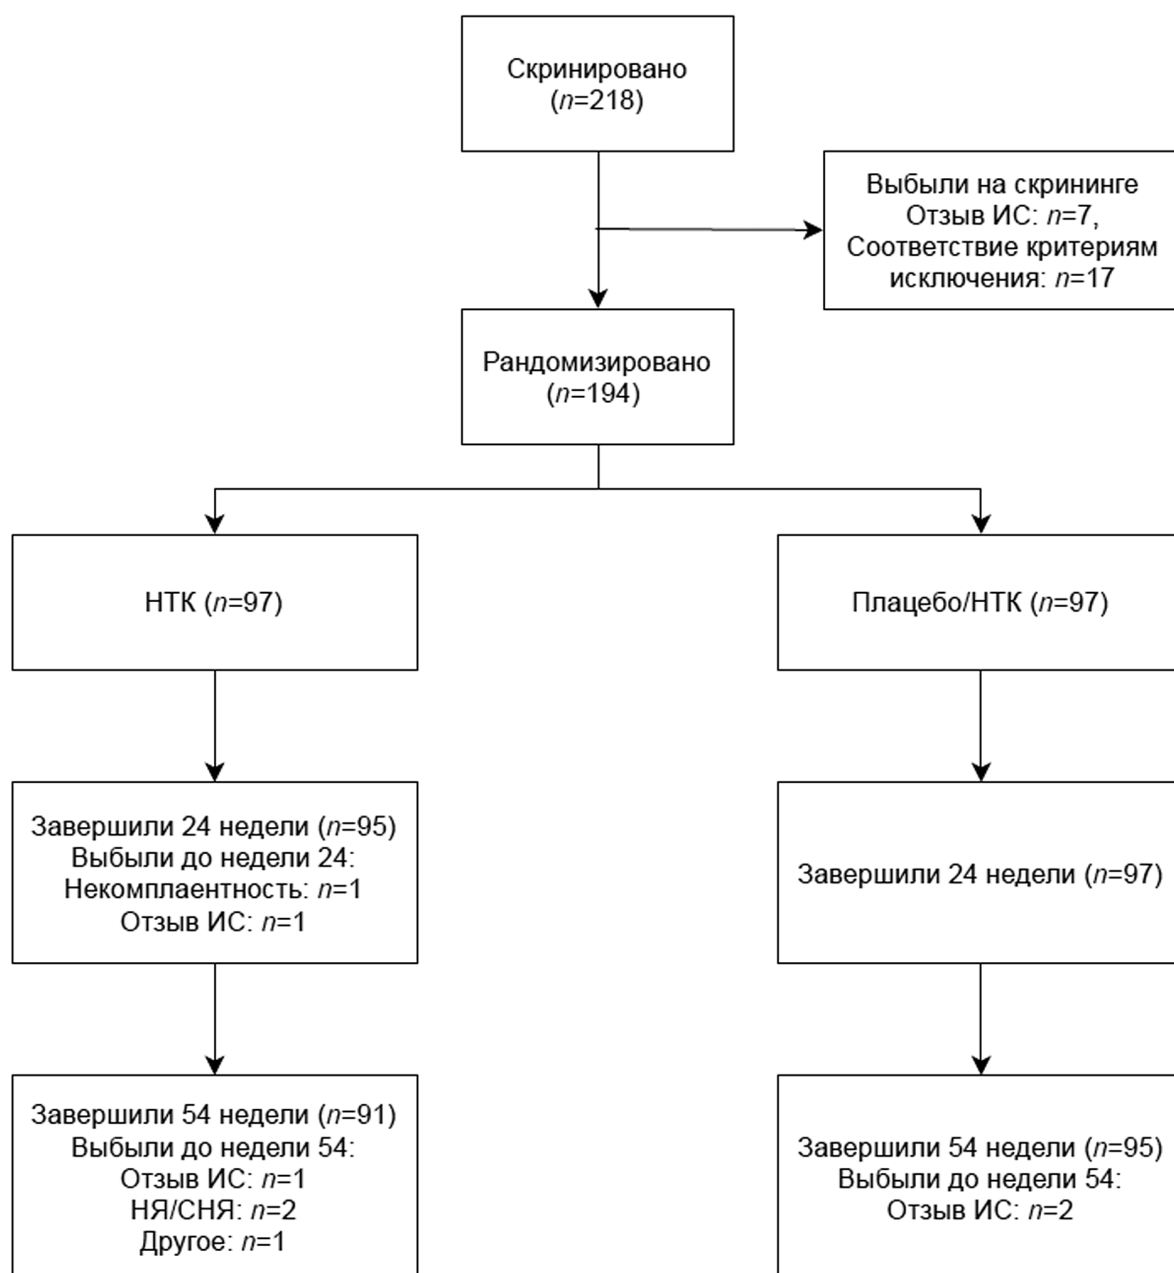 Скринировано
(n=218)
Выбыли на скрининге
Отзыв ИС: n=7,
Соответствие критериям
исключения: n=17
Рандомизировано
(n=194)
НТК (n=97)
Плацебо/НТК (n=97)
Завершили 24 недели (n=95)
Выбыли до недели 24:
Некомплаентность: n=1
Отзыв ИС: n=1
Завершили 24 недели (n=97)
Завершили 54 недели (n=91)
Выбыли до недели 54:
Отзыв ИС: n=1
НЯ/СНЯ: n=2
Другое: n=1
Завершили 54 недели (n=95)
Выбыли до недели 54:
Отзыв ИС: n=2